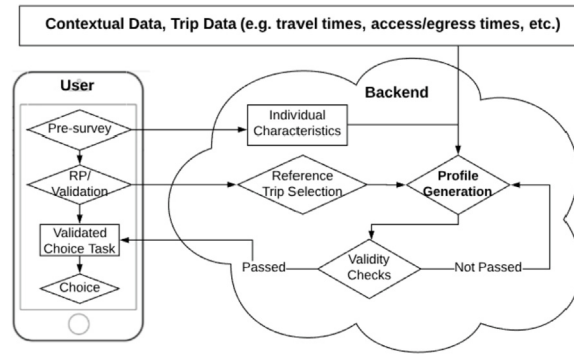 Contextual Data, Trip Data (e.g. travel times, access/egress times, etc.)
User
Backend
Pre-survey
Individual
Characteristics
RP/
Validation
Reference
Trip Selection
Profile
Generation
Validated
Choice Task
Passed
Validity
Checks
Not Passed
Choice